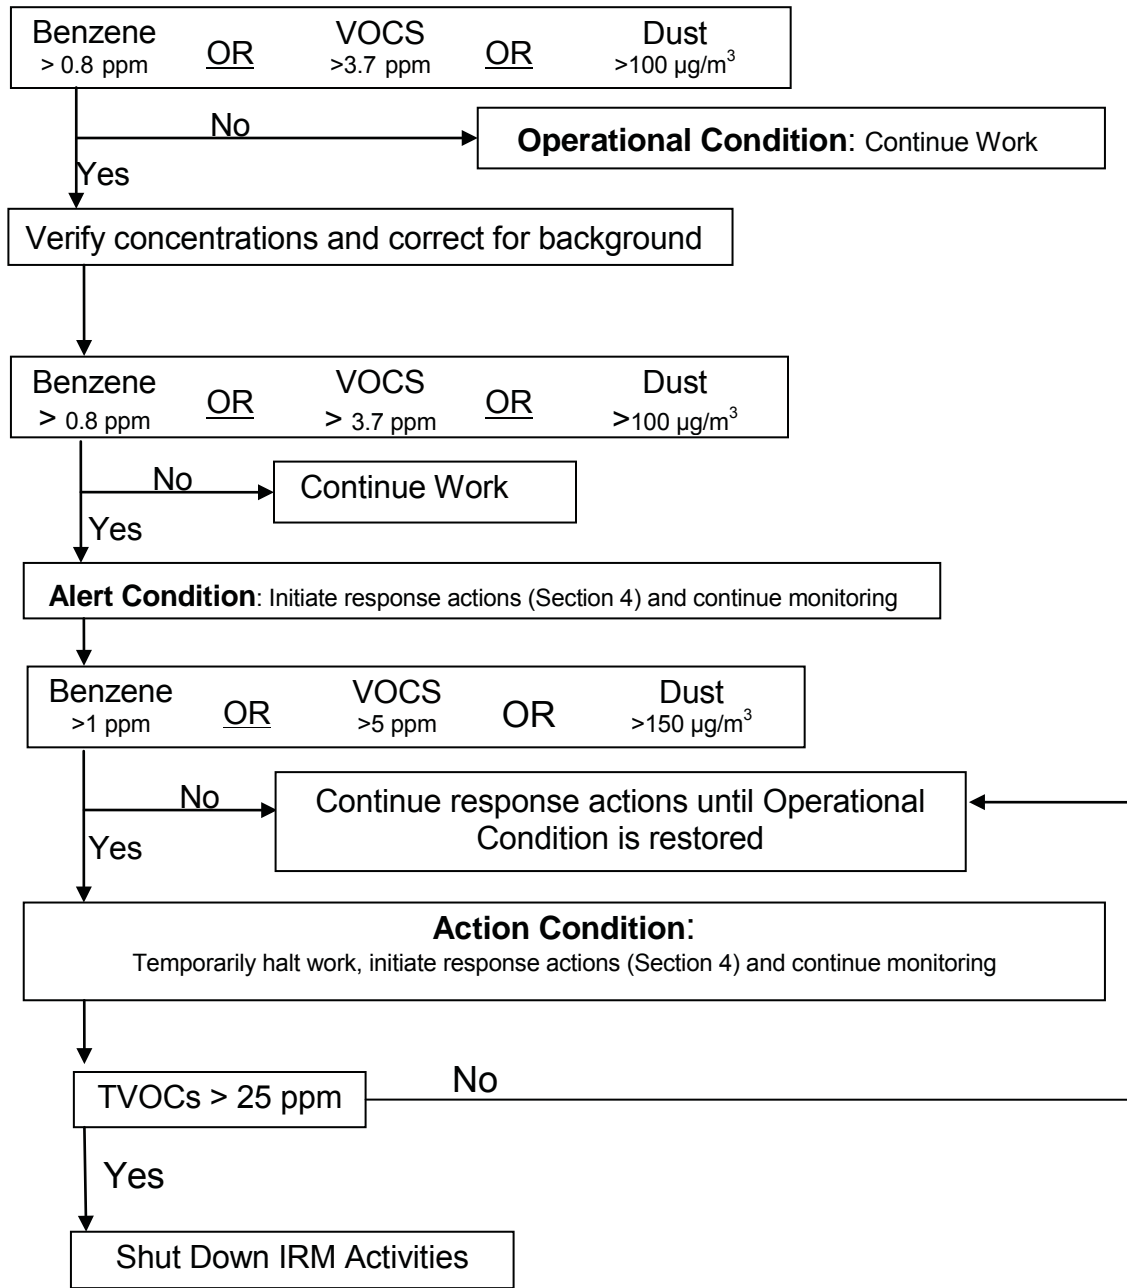 Benzene OR VOCS OR Dust
> 0.8 ppm >3.7 ppm >100 µg/m³
No
Operational Condition: Continue Work
Yes
Verify concentrations and correct for background
Benzene OR VOCS OR Dust
> 0.8 ppm > 3.7 ppm >100 µg/m³
No
Continue Work
Yes
Alert Condition: Initiate response actions (Section 4) and continue monitoring
Benzene OR VOCS OR Dust
>1 ppm >5 ppm >150 µg/m³
No
Continue response actions until Operational
Condition is restored
Yes
Action Condition:
Temporarily halt work, initiate response actions (Section 4) and continue monitoring
TVOCs > 25 ppm
No
Yes
Shut Down IRM Activities